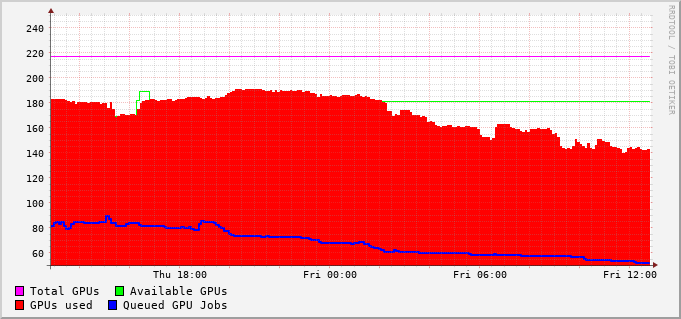 RRDTOOL / TOBI OETIKER
240
220
200
180
160
140
120
100
80
60
Thu 18:00 Fri 00:00 Fri 06:00 Fri 12:00
Total GPUs Available GPUs
GPUs used Queued GPU Jobs